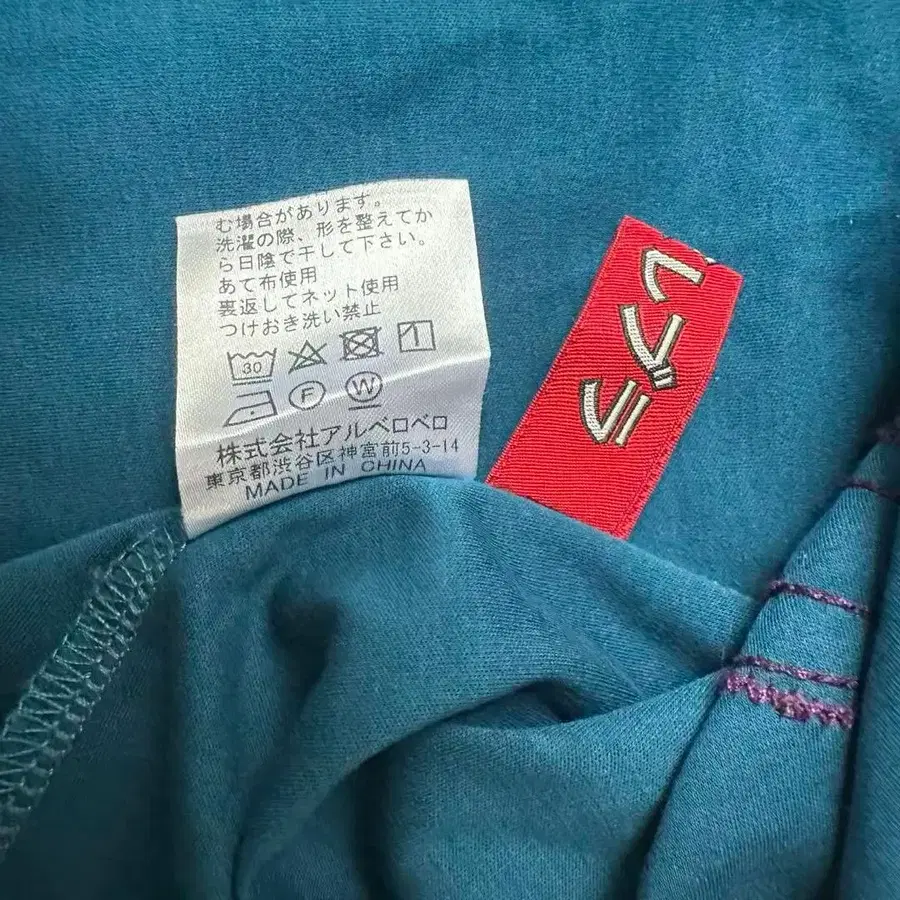 む場合があります。
洗濯の際、形を整えてか
ら日陰で干して下さい。
あて布使用
裏返してネット使用
つけおき洗い禁止
30
F W
株式会社アルベロベロ
東京都渋谷区神宮前5-3-14
MADE IN CHINA
レブラ